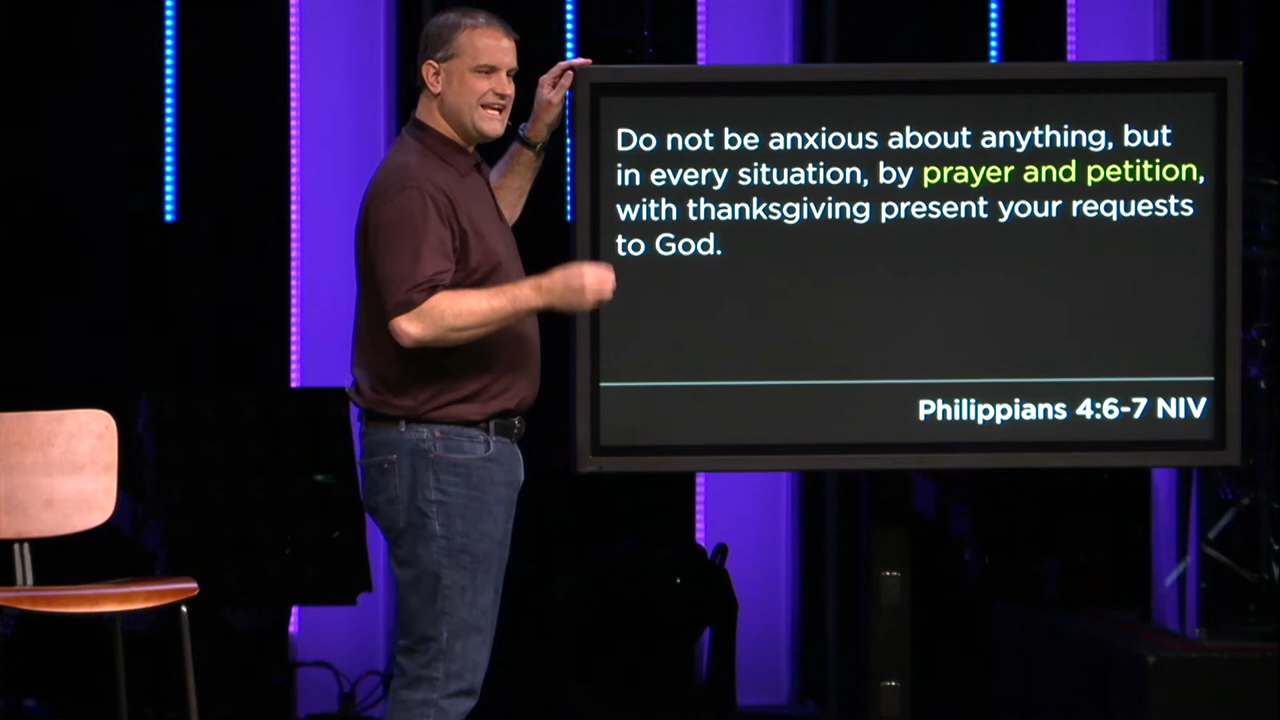 Do not be anxious about anything, but
in every situation, by prayer and petition,
with thanksgiving present your requests
to God.
Philippians 4:6-7 NIV